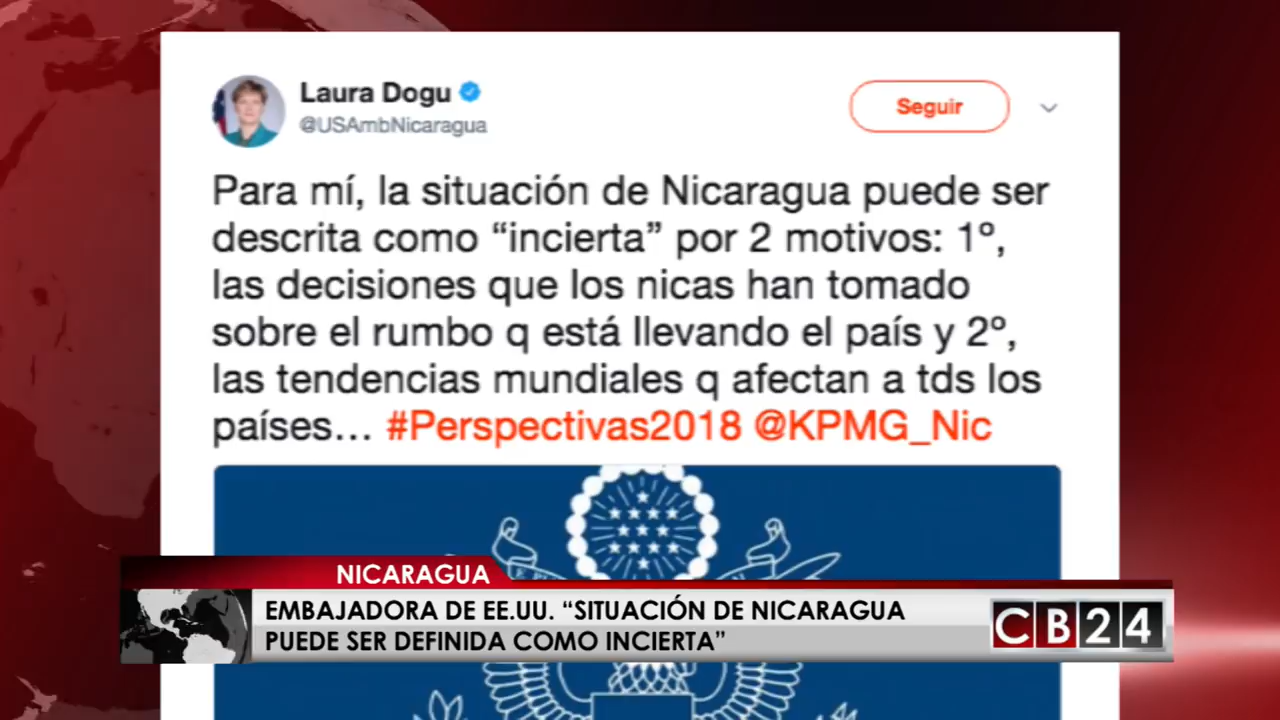 Laura Dogu
@USAmbNicaragua
Seguir
Para mí, la situación de Nicaragua puede ser
descrita como “incierta” por 2 motivos: 1º,
las decisiones que los nicas han tomado
sobre el rumbo q está llevando el país y 2º,
las tendencias mundiales q afectan a tds los
países... #Perspectivas2018 @KPMG_Nic
NICARAGUA
EMBAJADORA DE EE.UU. “SITUACIÓN DE NICARAGUA
PUEDE SER DEFINIDA COMO INCIERTA”
CB24